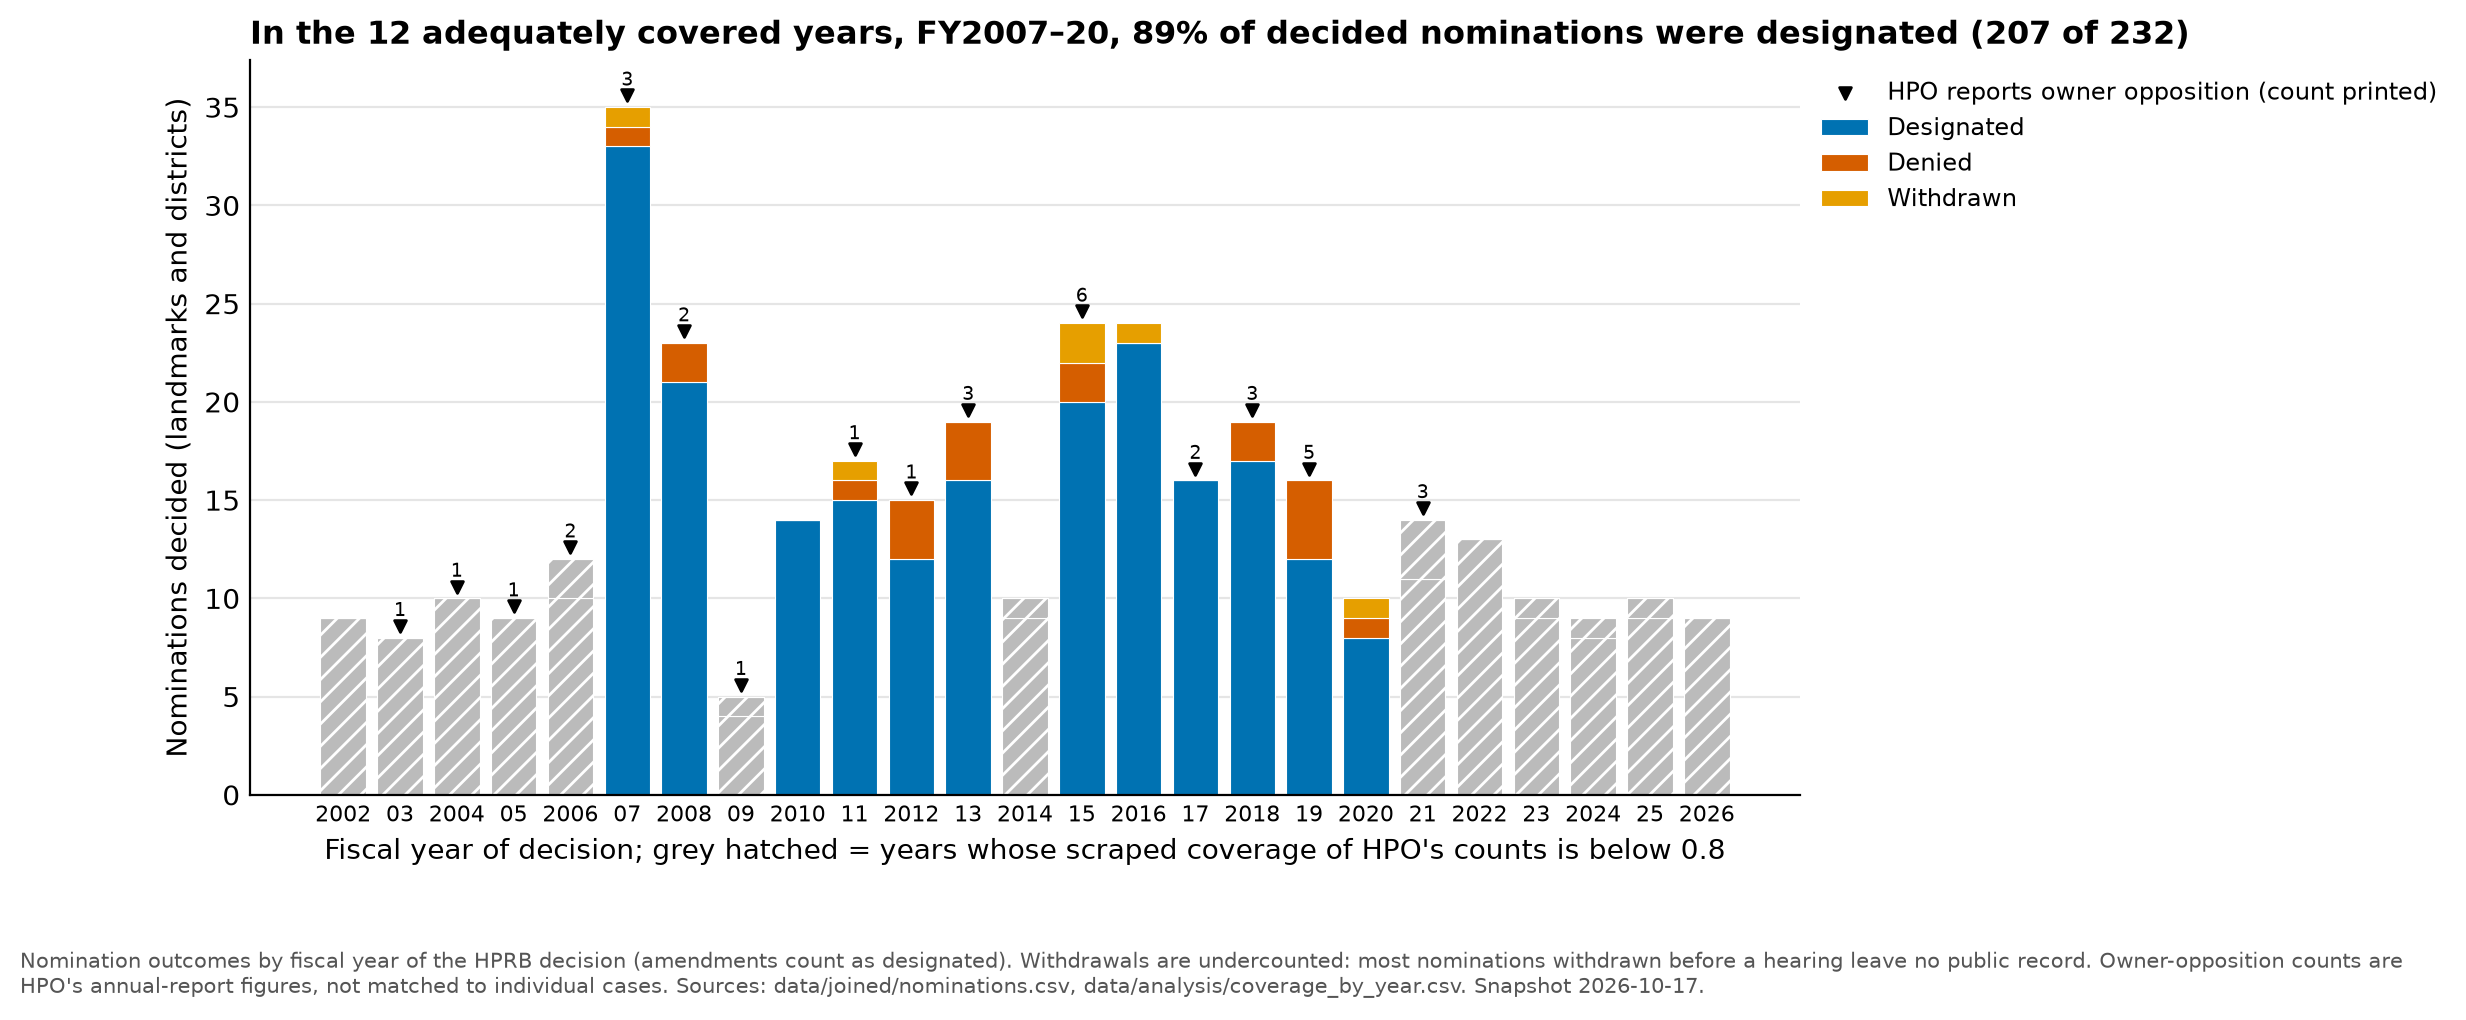 In the 12 adequately covered years, FY2007–20, 89% of decided nominations were designated (207 of 232)
HPO reports owner opposition (count printed)
Designated
Denied
Withdrawn
Nominations decided (landmarks and districts)
35
30
25
20
15
10
5
0
1
1
1
2
3
2
1
1
1
3
6
2
3
5
3
2002 03 2004 05 2006 07 2008 09 2010 11 2012 13 2014 15 2016 17 2018 19 2020 21 2022 23 2024 25 2026
Fiscal year of decision; grey hatched = years whose scraped coverage of HPO's counts is below 0.8
Nomination outcomes by fiscal year of the HPRB decision (amendments count as designated). Withdrawals are undercounted: most nominations withdrawn before a hearing leave no public record. Owner-opposition counts are
HPO's annual-report figures, not matched to individual cases. Sources: data/joined/nominations.csv, data/analysis/coverage_by_year.csv. Snapshot 2026-10-17.